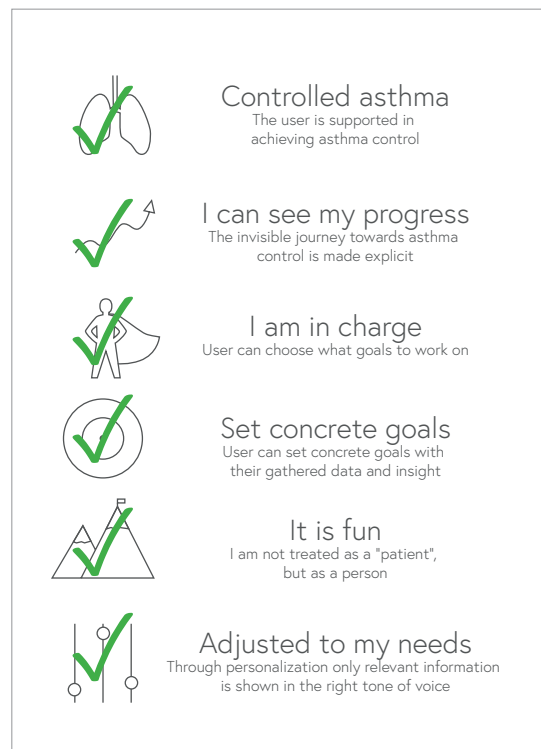 Controlled asthma
The user is supported in
achieving asthma control
I can see my progress
The invisible journey towards asthma
control is made explicit
I am in charge
User can choose what goals to work on
Set concrete goals
User can set concrete goals with
their gathered data and insight
It is fun
I am not treated as a "patient",
but as a person
Adjusted to my needs
Through personalization only relevant information
is shown in the right tone of voice